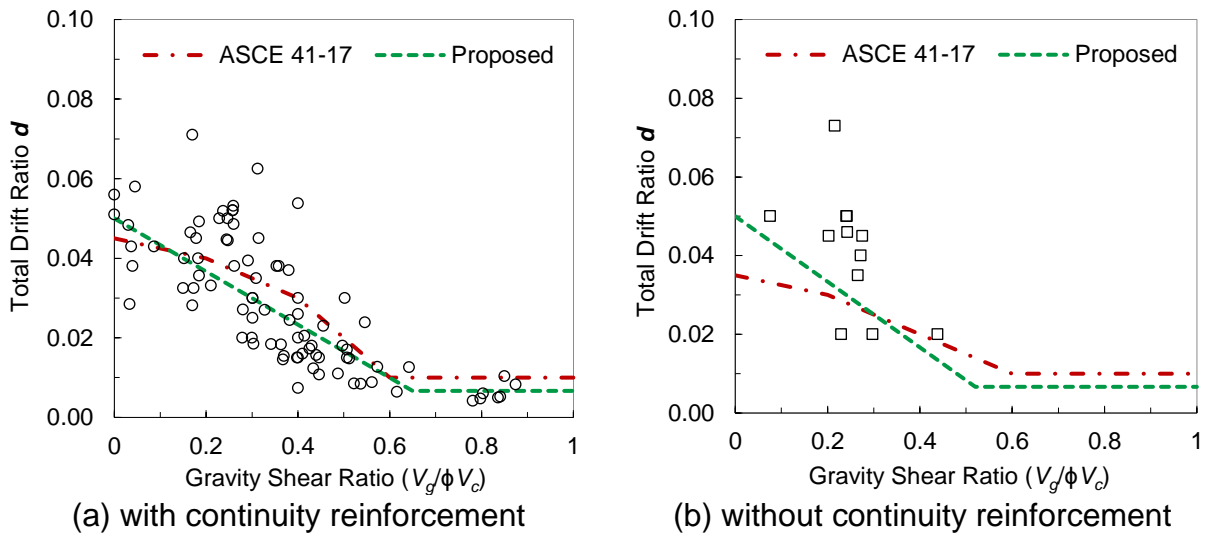 0.10
0.08
0.06
0.04
0.02
0.00
Total Drift Ratio d
ASCE 41-17
Proposed
0 0.2 0.4 0.6 0.8 1
Gravity Shear Ratio (Vg/ϕVc)
(a) with continuity reinforcement
0.10
0.08
0.06
0.04
0.02
0.00
Total Drift Ratio d
ASCE 41-17
Proposed
0 0.2 0.4 0.6 0.8 1
Gravity Shear Ratio (Vg/ϕVc)
(b) without continuity reinforcement